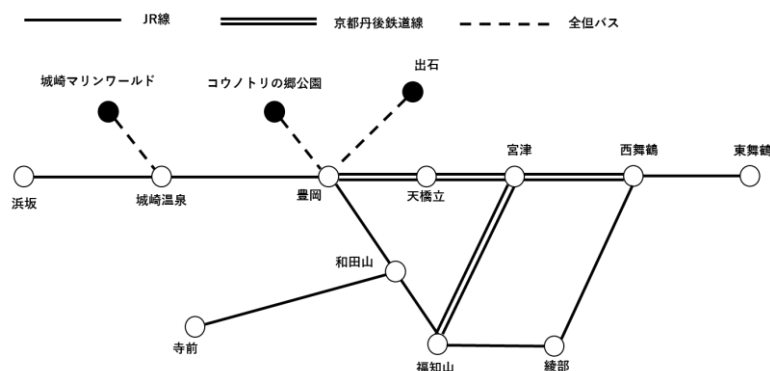 JR線
京都丹後鉄道線
全但バス
城崎マリンワールド
コウノトリの郷公園
出石
宮津
西舞鶴
東舞鶴
浜坂
城崎温泉
豊岡
天橋立
和田山
寺前
福知山
綾部